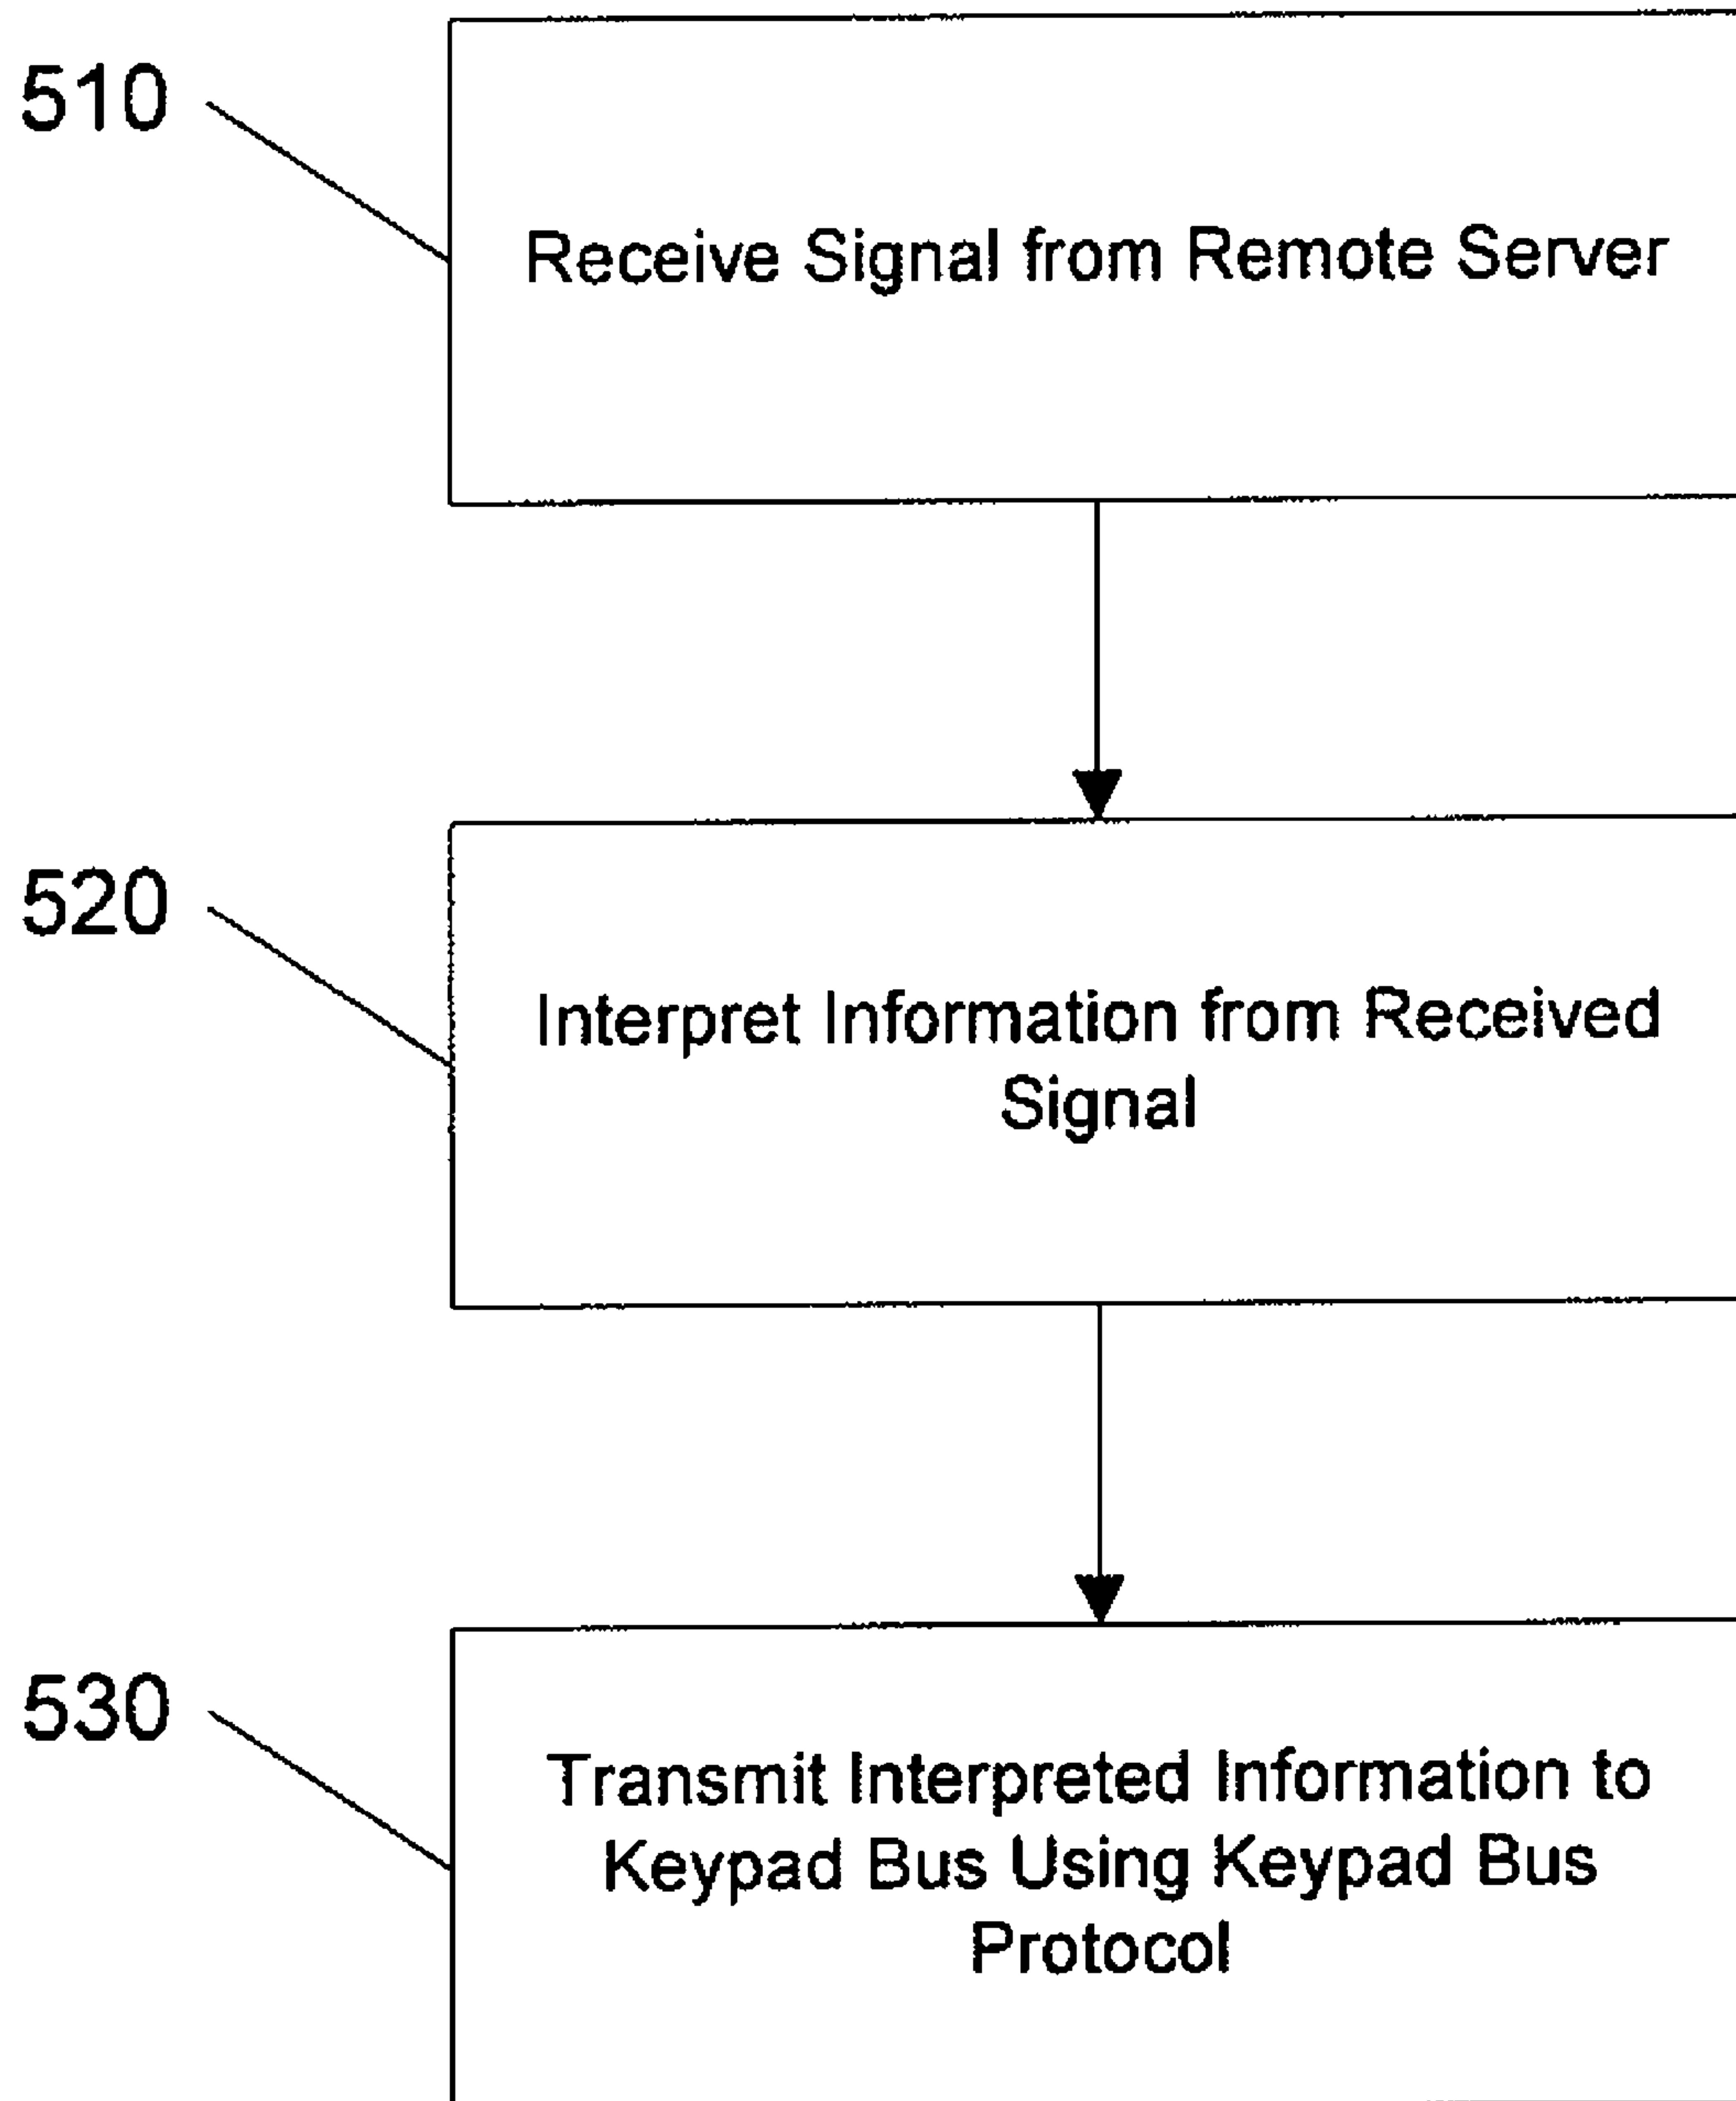 510
Receive Signal from Remote Server
520
Interpret Information from Received
Signal
530
Transmit Interpreted Information to
Keypad Bus Using Keypad Bus
Protocol